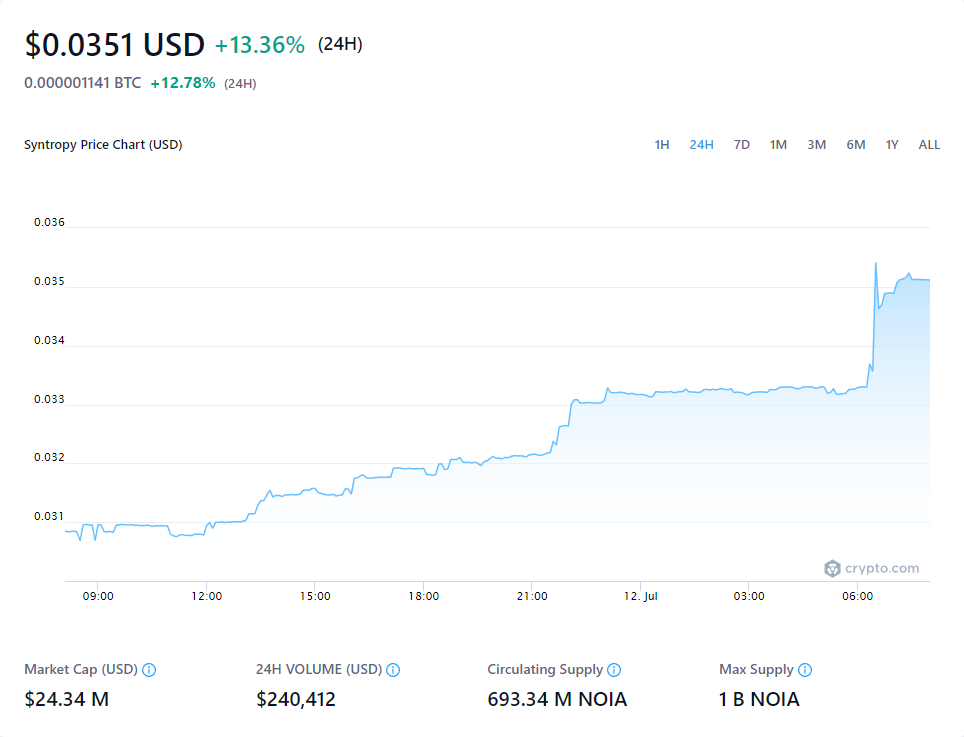 $0.0351 USD +13.36% (24H)
0.000001141 BTC +12.78% (24H)
Syntropy Price Chart (USD) 1H 24H 7D 1M 3M 6M 1Y ALL
0.036
0.035
0.034
0.033
0.032
0.031
crypto.com
09:00 12:00 15:00 18:00 21:00 12. Jul 03:00 06:00
Market Cap (USD) 24H VOLUME (USD) Circulating Supply Max Supply
$24.34 M $240,412 693.34 M NOIA 1 B NOIA